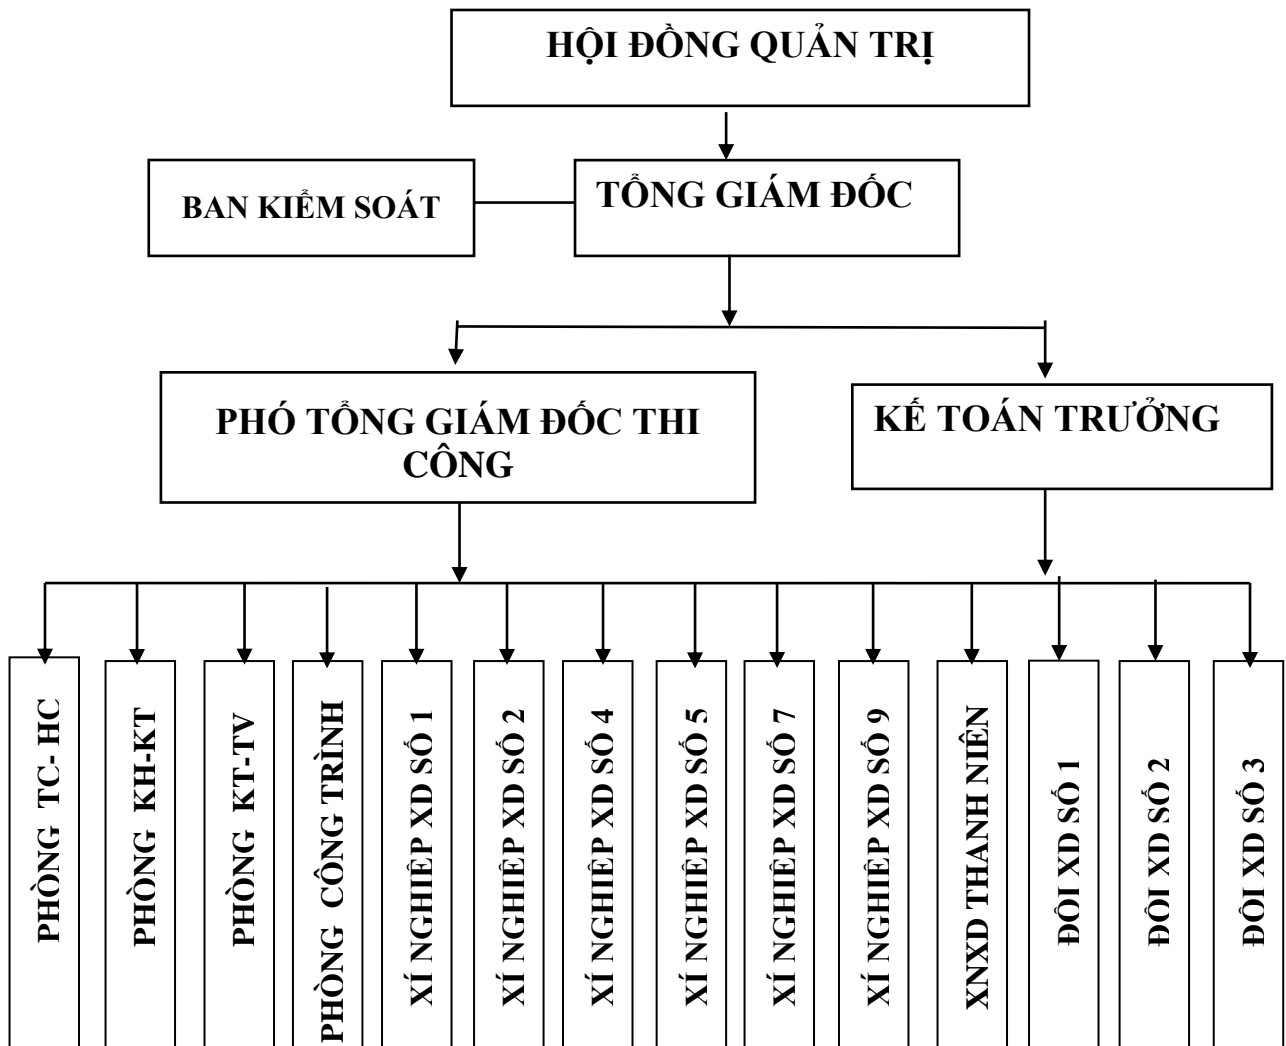 HỘI ĐỒNG QUẢN TRỊ
BAN KIỂM SOÁT
TỔNG GIÁM ĐỐC
PHÓ TỔNG GIÁM ĐỐC THI
CÔNG
KẾ TOÁN TRƯỞNG
PHÒNG TC- HC
PHÒNG KH-KT
PHÒNG KT-TV
PHÒNG CÔNG TRÌNH
XÍ NGHIỆP XD SỐ 1
XÍ NGHIỆP XD SỐ 2
XÍ NGHIỆP XD SỐ 4
XÍ NGHIỆP XD SỐ 5
XÍ NGHIỆP XD SỐ 7
XÍ NGHIỆP XD SỐ 9
XNXD THANH NIÊN
ĐỘI XD SỐ 1
ĐỘI XD SỐ 2
ĐỘI XD SỐ 3